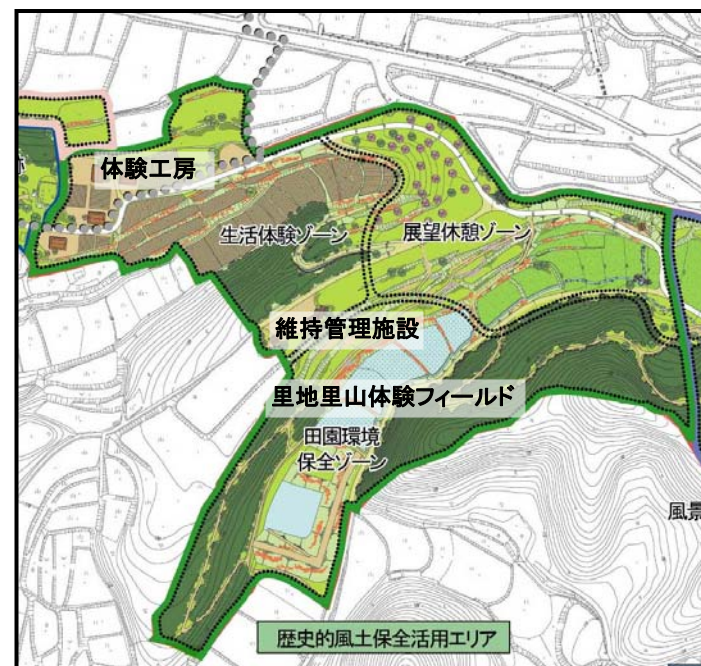 体験工房
生活体験ゾーン
展望休憩ゾーン
維持管理施設
里地里山体験フィールド
田園環境
保全ゾーン
風景
歴史的風土保全活用エリア